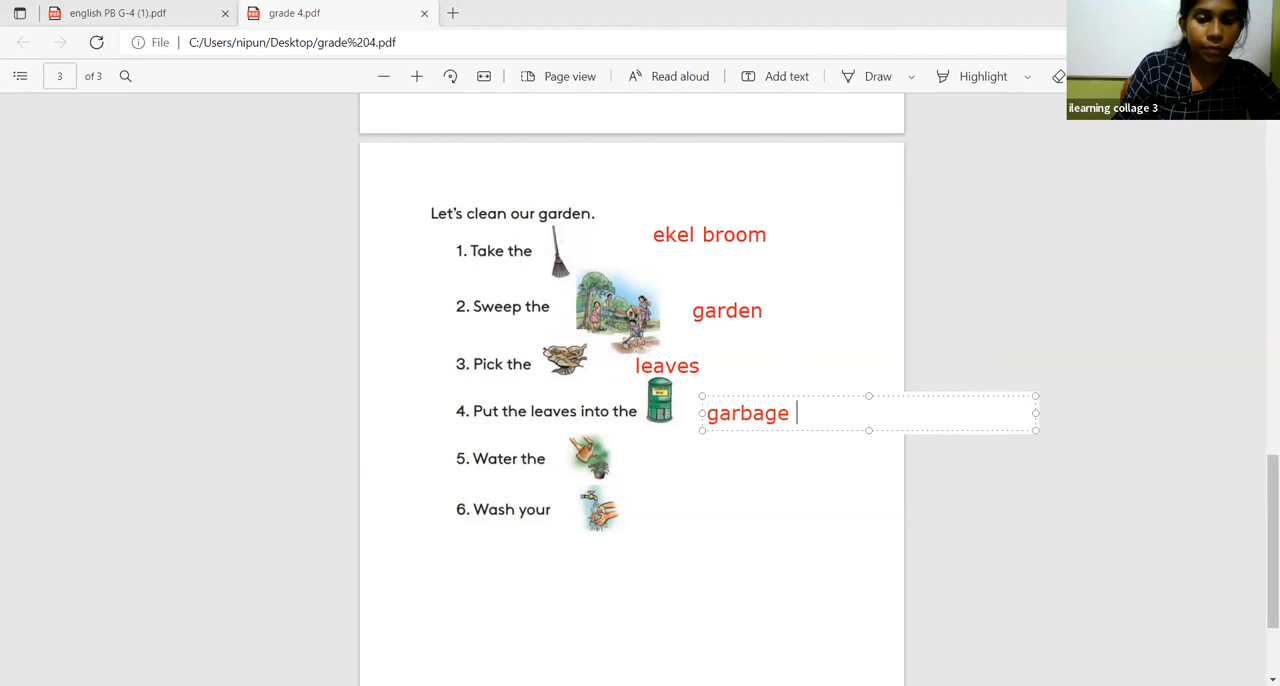 english PB G-4 (1).pdf
grade 4.pdf
File
C:/Users/nipun/Desktop/grade%204.pdf
3 of 3
Page view
Read aloud
Add text
Draw
Highlight
ilearning collage 3
Let's clean our garden.
1. Take the
ekel broom
2. Sweep the
garden
3. Pick the
leaves
4. Put the leaves into the
garbage
5. Water the
6. Wash your